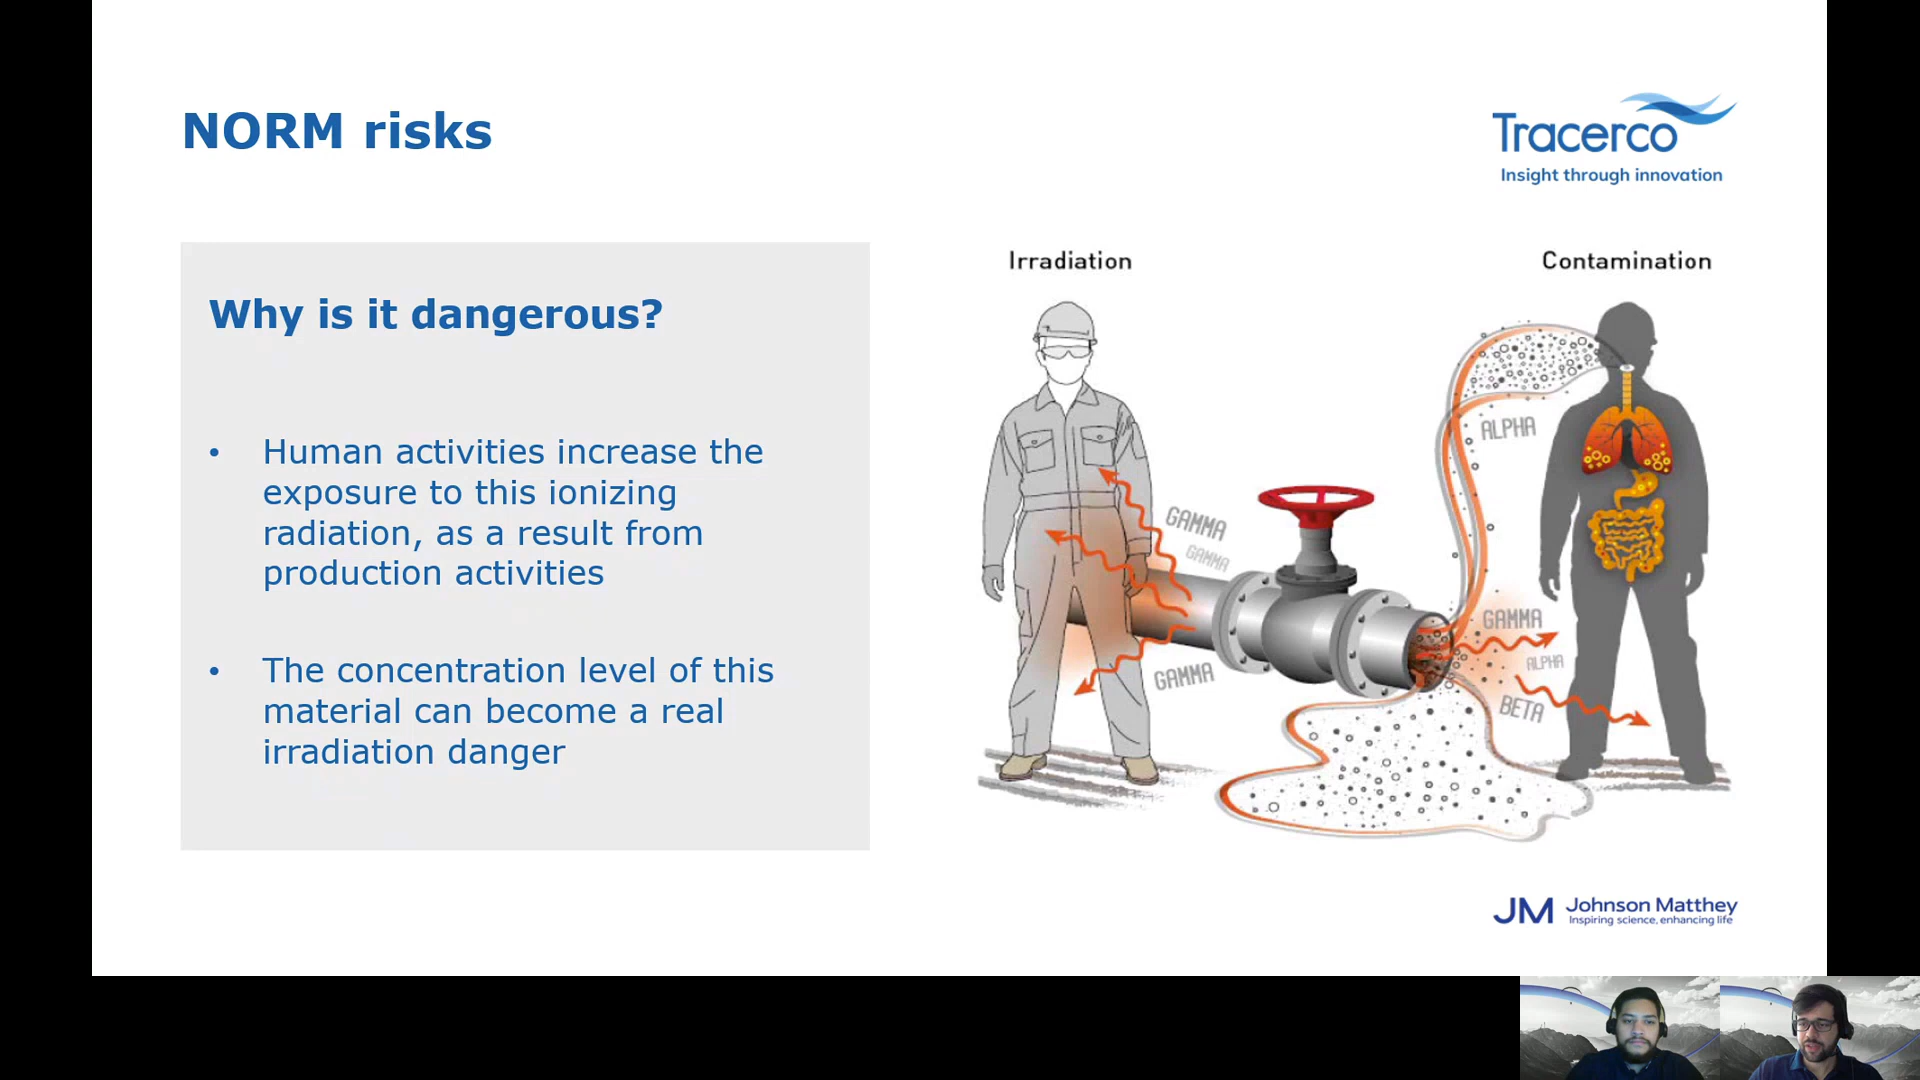 NORM risks
Tracerco
Insight through innovation
Why is it dangerous?
• Human activities increase the
exposure to this ionizing
radiation, as a result from
production activities
• The concentration level of this
material can become a real
irradiation danger
Irradiation
Contamination
ALPHA
GAMMA
GAMMA
GAMMA
GAMMA
ALPHA
BETA
JM Johnson Matthey
Inspiring science, enhancing life